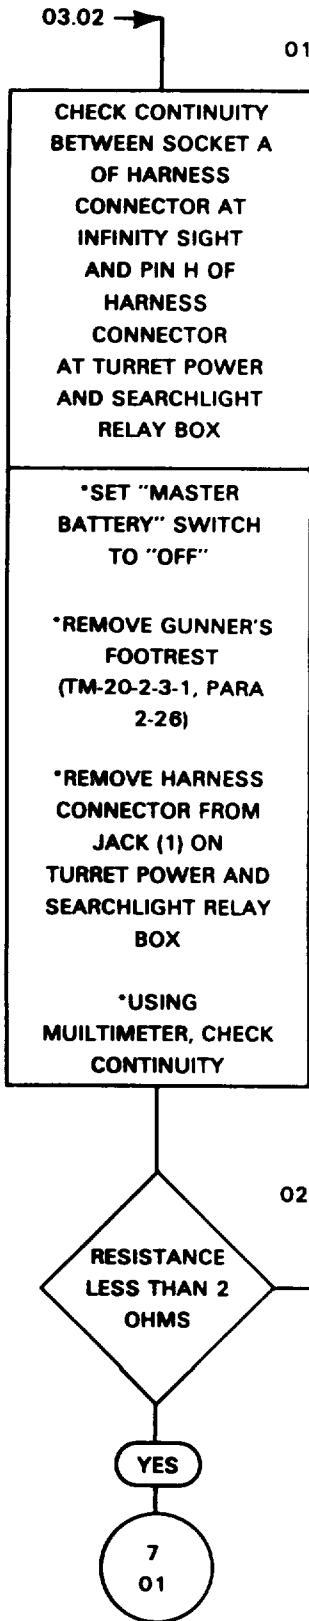 03.02
01
CHECK CONTINUITY
BETWEEN SOCKET A
OF HARNESS
CONNECTOR AT
INFINITY SIGHT
AND PIN H OF
HARNESS
CONNECTOR
AT TURRET POWER
AND SEARCHLIGHT
RELAY BOX
*SET "MASTER
BATTERY" SWITCH
TO "OFF"
*REMOVE GUNNER'S
FOOTREST
(TM-20-2-3-1, PARA
2-26)
*REMOVE HARNESS
CONNECTOR FROM
JACK (1) ON
TURRET POWER AND
SEARCHLIGHT RELAY
BOX
*USING
MUILTIMETER, CHECK
CONTINUITY
02
RESISTANCE
LESS THAN 2
OHMS
YES
7
01